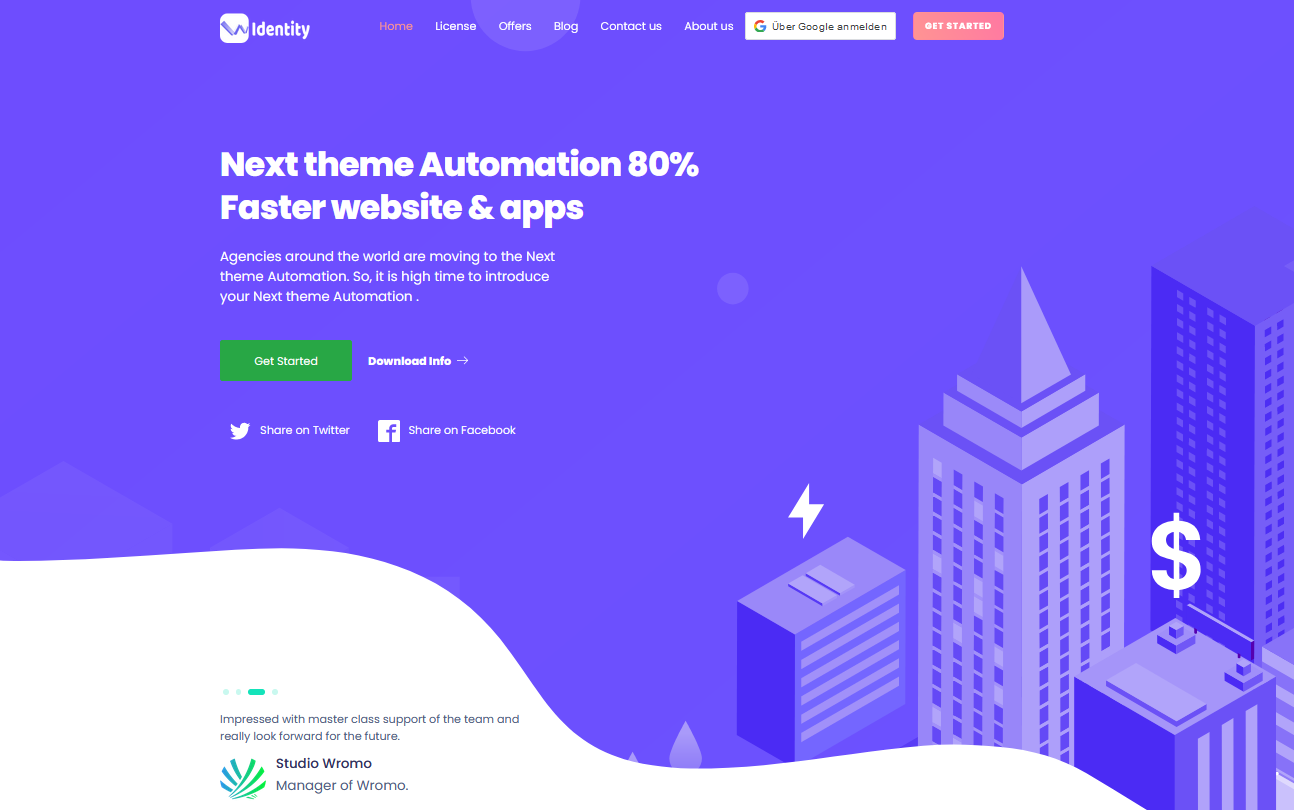 Identity
Home License Offers Blog Contact us About us Über Google anmelden GET STARTED
Next theme Automation 80%
Faster website & apps
Agencies around the world are moving to the Next
theme Automation. So, it is high time to introduce
your Next theme Automation .
Get Started Download Info →
Share on Twitter Share on Facebook
$
Impressed with master class support of the team and
really look forward for the future.
Studio Wromo
Manager of Wromo.